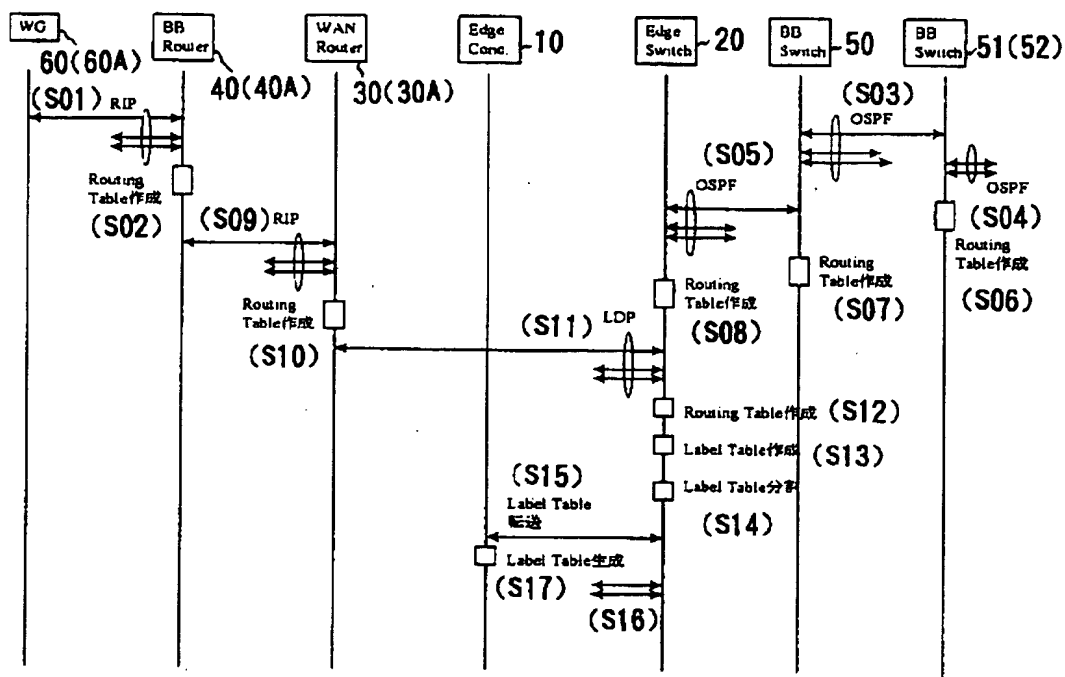 WG
BB
Router
WAN
Router
Edge
Conc.
10
Edge
Switch
20
BB
Switch
50
BB
Switch
51(52)
60(60A)
40(40A)
30(30A)
(S01) RIP
(S03)
OSPF
(S05)
OSPF
OSPF
(S04)
Routing
Table作成
(S02)
(S09) RIP
Routing
Table作成
(S06)
Routing
Table作成
(S07)
Routing
Table作成
(S08)
Routing
Table作成
(S10)
(S11) LDP
Routing Table作成 (S12)
Label Table作成 (S13)
Label Table分割
(S14)
(S15)
Label Table
転送
Label Table生成
(S17)
(S16)